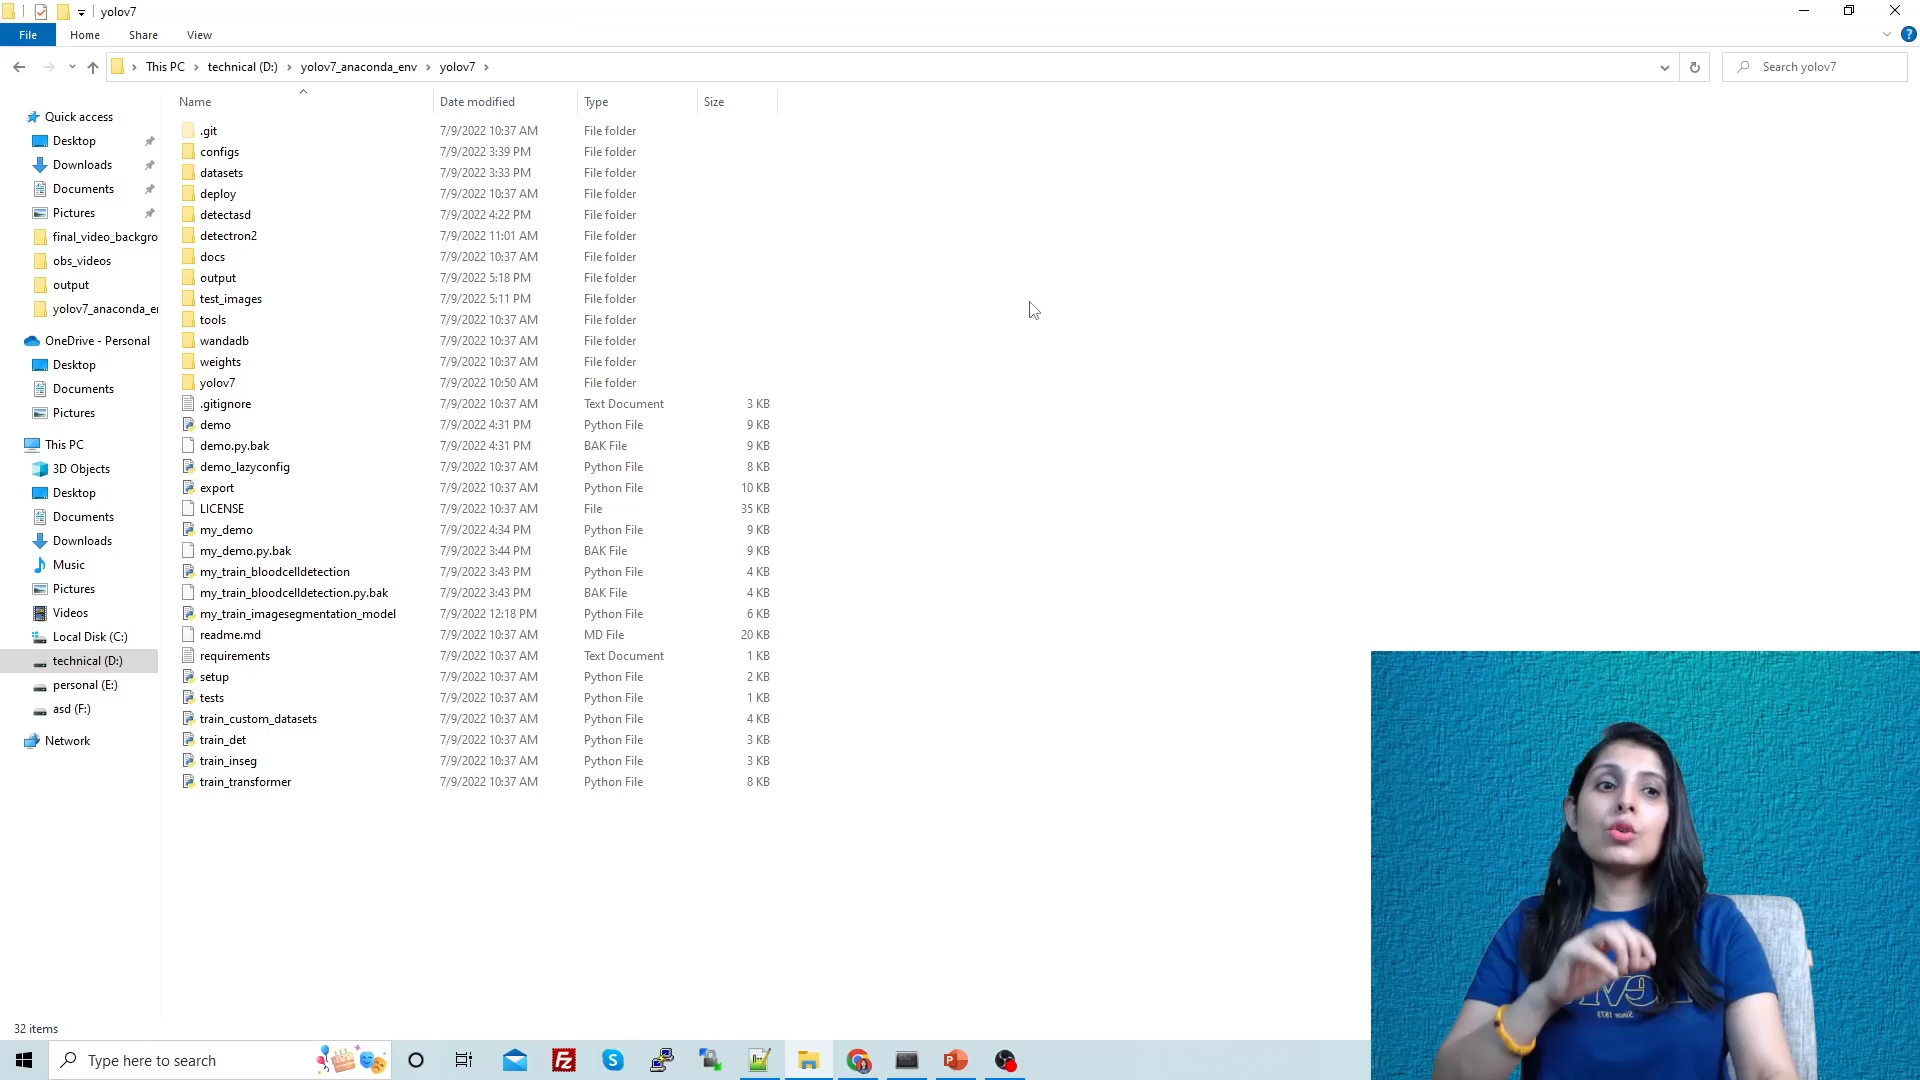 yolov7
File Home Share View
This PC technical (D:) yolov7_anaconda_env yolov7
Search yolov7
Name Date modified Type Size
Quick access
Desktop
Downloads
Documents
Pictures
final_video_backgro
obs_videos
output
yolov7_anaconda_e
OneDrive - Personal
Desktop
Documents
Pictures
This PC
3D Objects
Desktop
Documents
Downloads
Music
Pictures
Videos
Local Disk (C:)
technical (D:)
personal (E:)
asd (F:)
Network
.git 7/9/2022 10:37 AM File folder
configs 7/9/2022 3:39 PM File folder
datasets 7/9/2022 3:33 PM File folder
deploy 7/9/2022 10:37 AM File folder
detectasd 7/9/2022 4:22 PM File folder
detectron2 7/9/2022 11:01 AM File folder
docs 7/9/2022 10:37 AM File folder
output 7/9/2022 5:18 PM File folder
test_images 7/9/2022 5:11 PM File folder
tools 7/9/2022 10:37 AM File folder
wandadb 7/9/2022 10:37 AM File folder
weights 7/9/2022 10:37 AM File folder
yolov7 7/9/2022 10:50 AM File folder
.gitignore 7/9/2022 10:37 AM Text Document 3 KB
demo 7/9/2022 4:31 PM Python File 9 KB
demo.py.bak 7/9/2022 4:31 PM BAK File 9 KB
demo_lazyconfig 7/9/2022 10:37 AM Python File 8 KB
export 7/9/2022 10:37 AM Python File 10 KB
LICENSE 7/9/2022 10:37 AM File 35 KB
my_demo 7/9/2022 4:34 PM Python File 9 KB
my_demo.py.bak 7/9/2022 3:44 PM BAK File 9 KB
my_train_bloodcelldetection 7/9/2022 3:43 PM Python File 4 KB
my_train_bloodcelldetection.py.bak 7/9/2022 3:43 PM BAK File 4 KB
my_train_imagesegmentation_model 7/9/2022 12:18 PM Python File 6 KB
readme.md 7/9/2022 10:37 AM MD File 20 KB
requirements 7/9/2022 10:37 AM Text Document 1 KB
setup 7/9/2022 10:37 AM Python File 2 KB
tests 7/9/2022 10:37 AM Python File 1 KB
train_custom_datasets 7/9/2022 10:37 AM Python File 4 KB
train_det 7/9/2022 10:37 AM Python File 3 KB
train_inseg 7/9/2022 10:37 AM Python File 3 KB
train_transformer 7/9/2022 10:37 AM Python File 8 KB
32 items
Type here to search
Since 1873